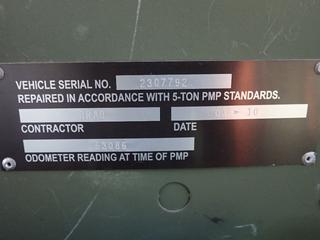 VEHICLE SERIAL NO. 2307792
REPAIRED IN ACCORDANCE WITH 5-TON PMP STANDARDS.
CONTRACTOR DATE
ODOMETER READING AT TIME OF PMP